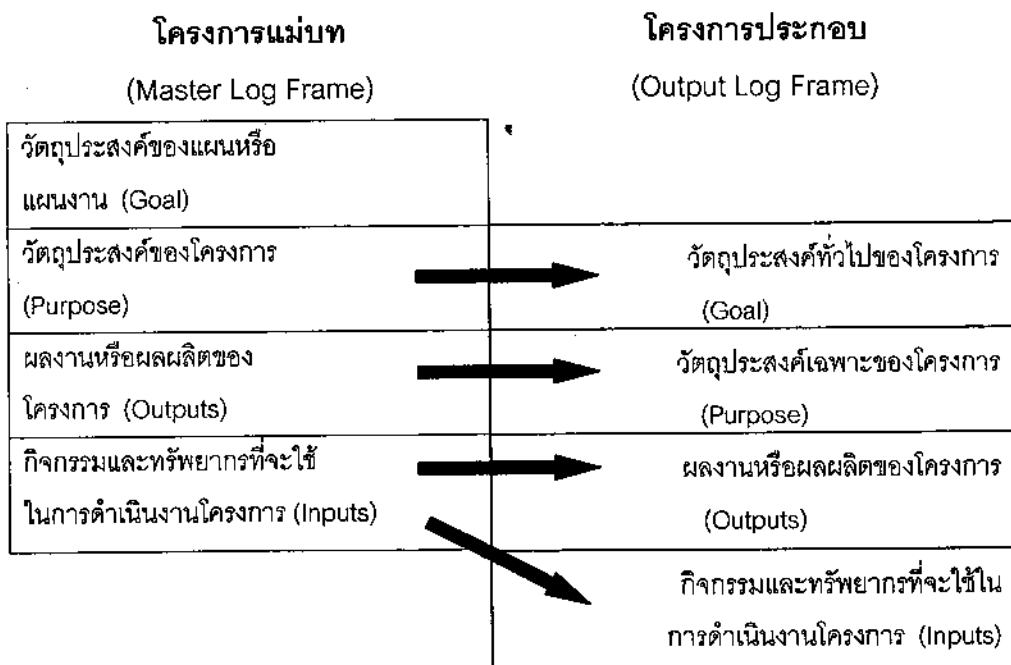 โครงการแม่บท
(Master Log Frame)
โครงการประกอบ
(Output Log Frame)
วัตถุประสงค์ของแผนหรือ
แผนงาน (Goal)
วัตถุประสงค์ของโครงการ
(Purpose)
วัตถุประสงค์ทั่วไปของโครงการ
(Goal)
ผลงานหรือผลผลิตของ
โครงการ (Outputs)
วัตถุประสงค์เฉพาะของโครงการ
(Purpose)
กิจกรรมและทรัพยากรที่จะใช้
ในการดำเนินงานโครงการ (Inputs)
ผลงานหรือผลผลิตของโครงการ
(Outputs)
กิจกรรมและทรัพยากรที่จะใช้ใน
การดำเนินงานโครงการ (Inputs)